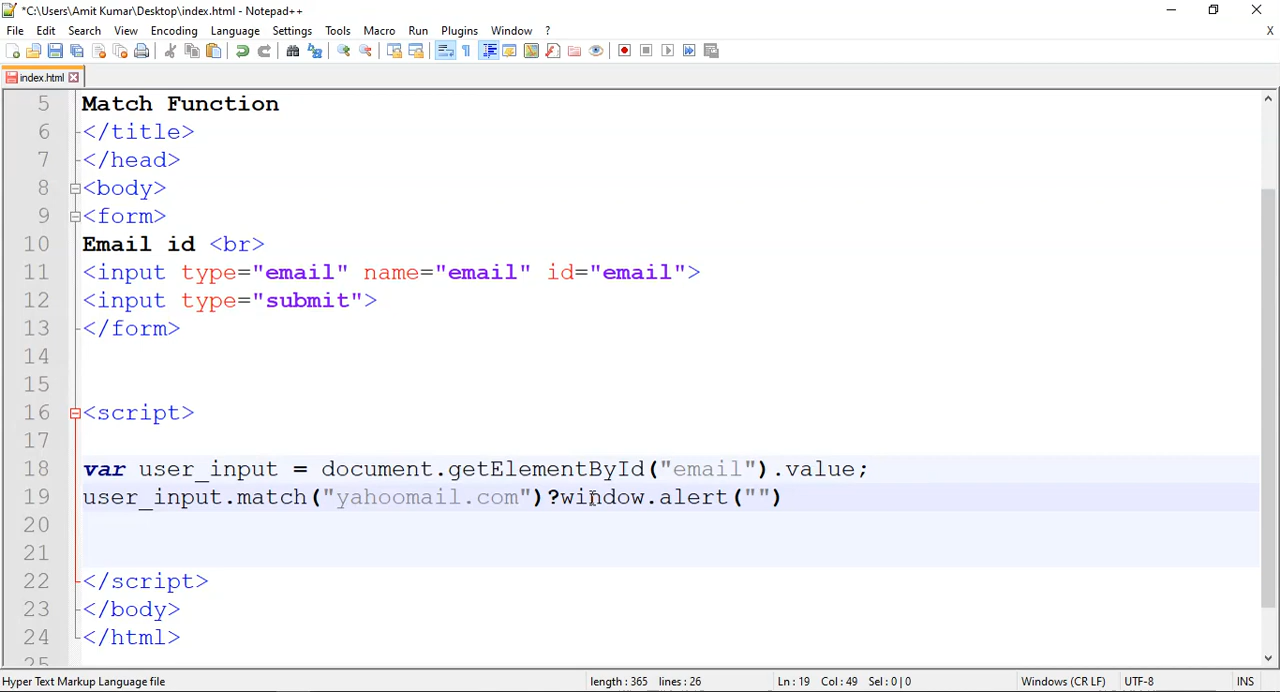 *C:\Users\Amit Kumar\Desktop\index.html - Notepad++
File Edit Search View Encoding Language Settings Tools Macro Run Plugins Window ? X
index.html
5 Match Function
6 </title>
7 </head>
8 <body>
9 <form>
10 Email id <br>
11 <input type="email" name="email" id="email">
12 <input type="submit">
13 </form>
14
15
16 <script>
17
18 var user_input = document.getElementById("email").value;
19 user_input.match("yahoomail.com")?window.alert("")
20
21
22 </script>
23 </body>
24 </html>
25
Hyper Text Markup Language file length : 365 lines : 26 Ln : 19 Col : 49 Sel : 0 | 0 Windows (CR LF) UTF-8 INS